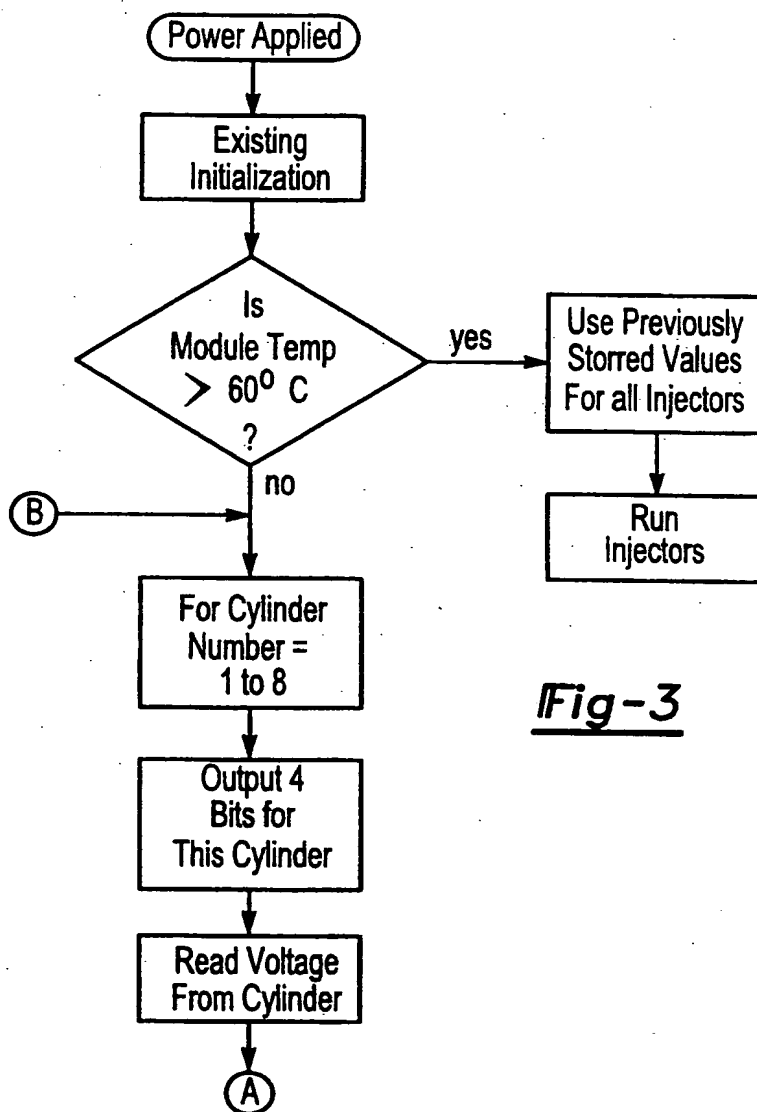 Power Applied
Existing
Initialization
Is
Module Temp
> 60° C
?
yes
no
Use Previously
Storred Values
For all Injectors
Run
Injectors
B
For Cylinder
Number =
1 to 8
Output 4
Bits for
This Cylinder
Read Voltage
From Cylinder
A
Fig-3